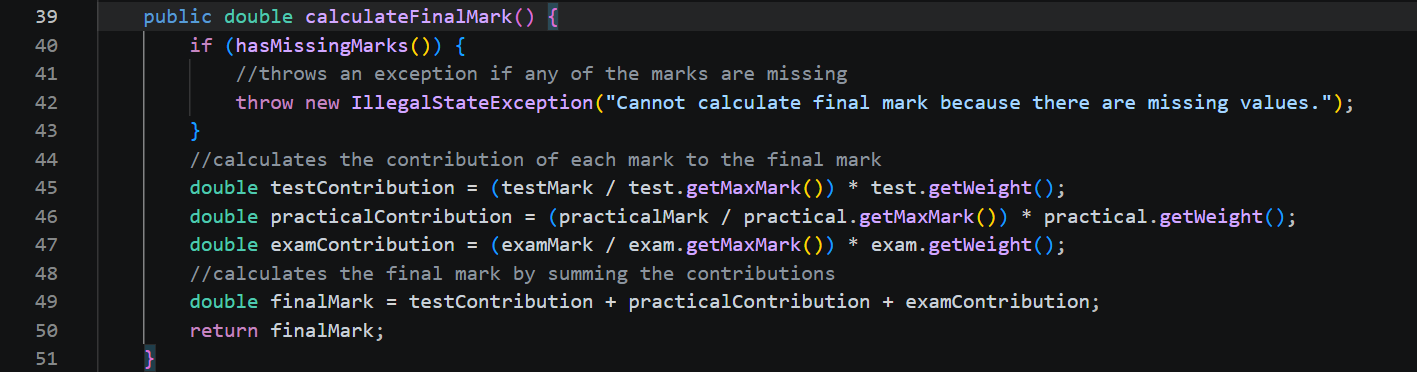 39 public double calculateFinalMark() {
40 if (hasMissingMarks()) {
41 //throws an exception if any of the marks are missing
42 throw new IllegalStateException("Cannot calculate final mark because there are missing values.");
43 }
44 //calculates the contribution of each mark to the final mark
45 double testContribution = (testMark / test.getMaxMark()) * test.getWeight();
46 double practicalContribution = (practicalMark / practical.getMaxMark()) * practical.getWeight();
47 double examContribution = (examMark / exam.getMaxMark()) * exam.getWeight();
48 //calculates the final mark by summing the contributions
49 double finalMark = testContribution + practicalContribution + examContribution;
50 return finalMark;
51 }